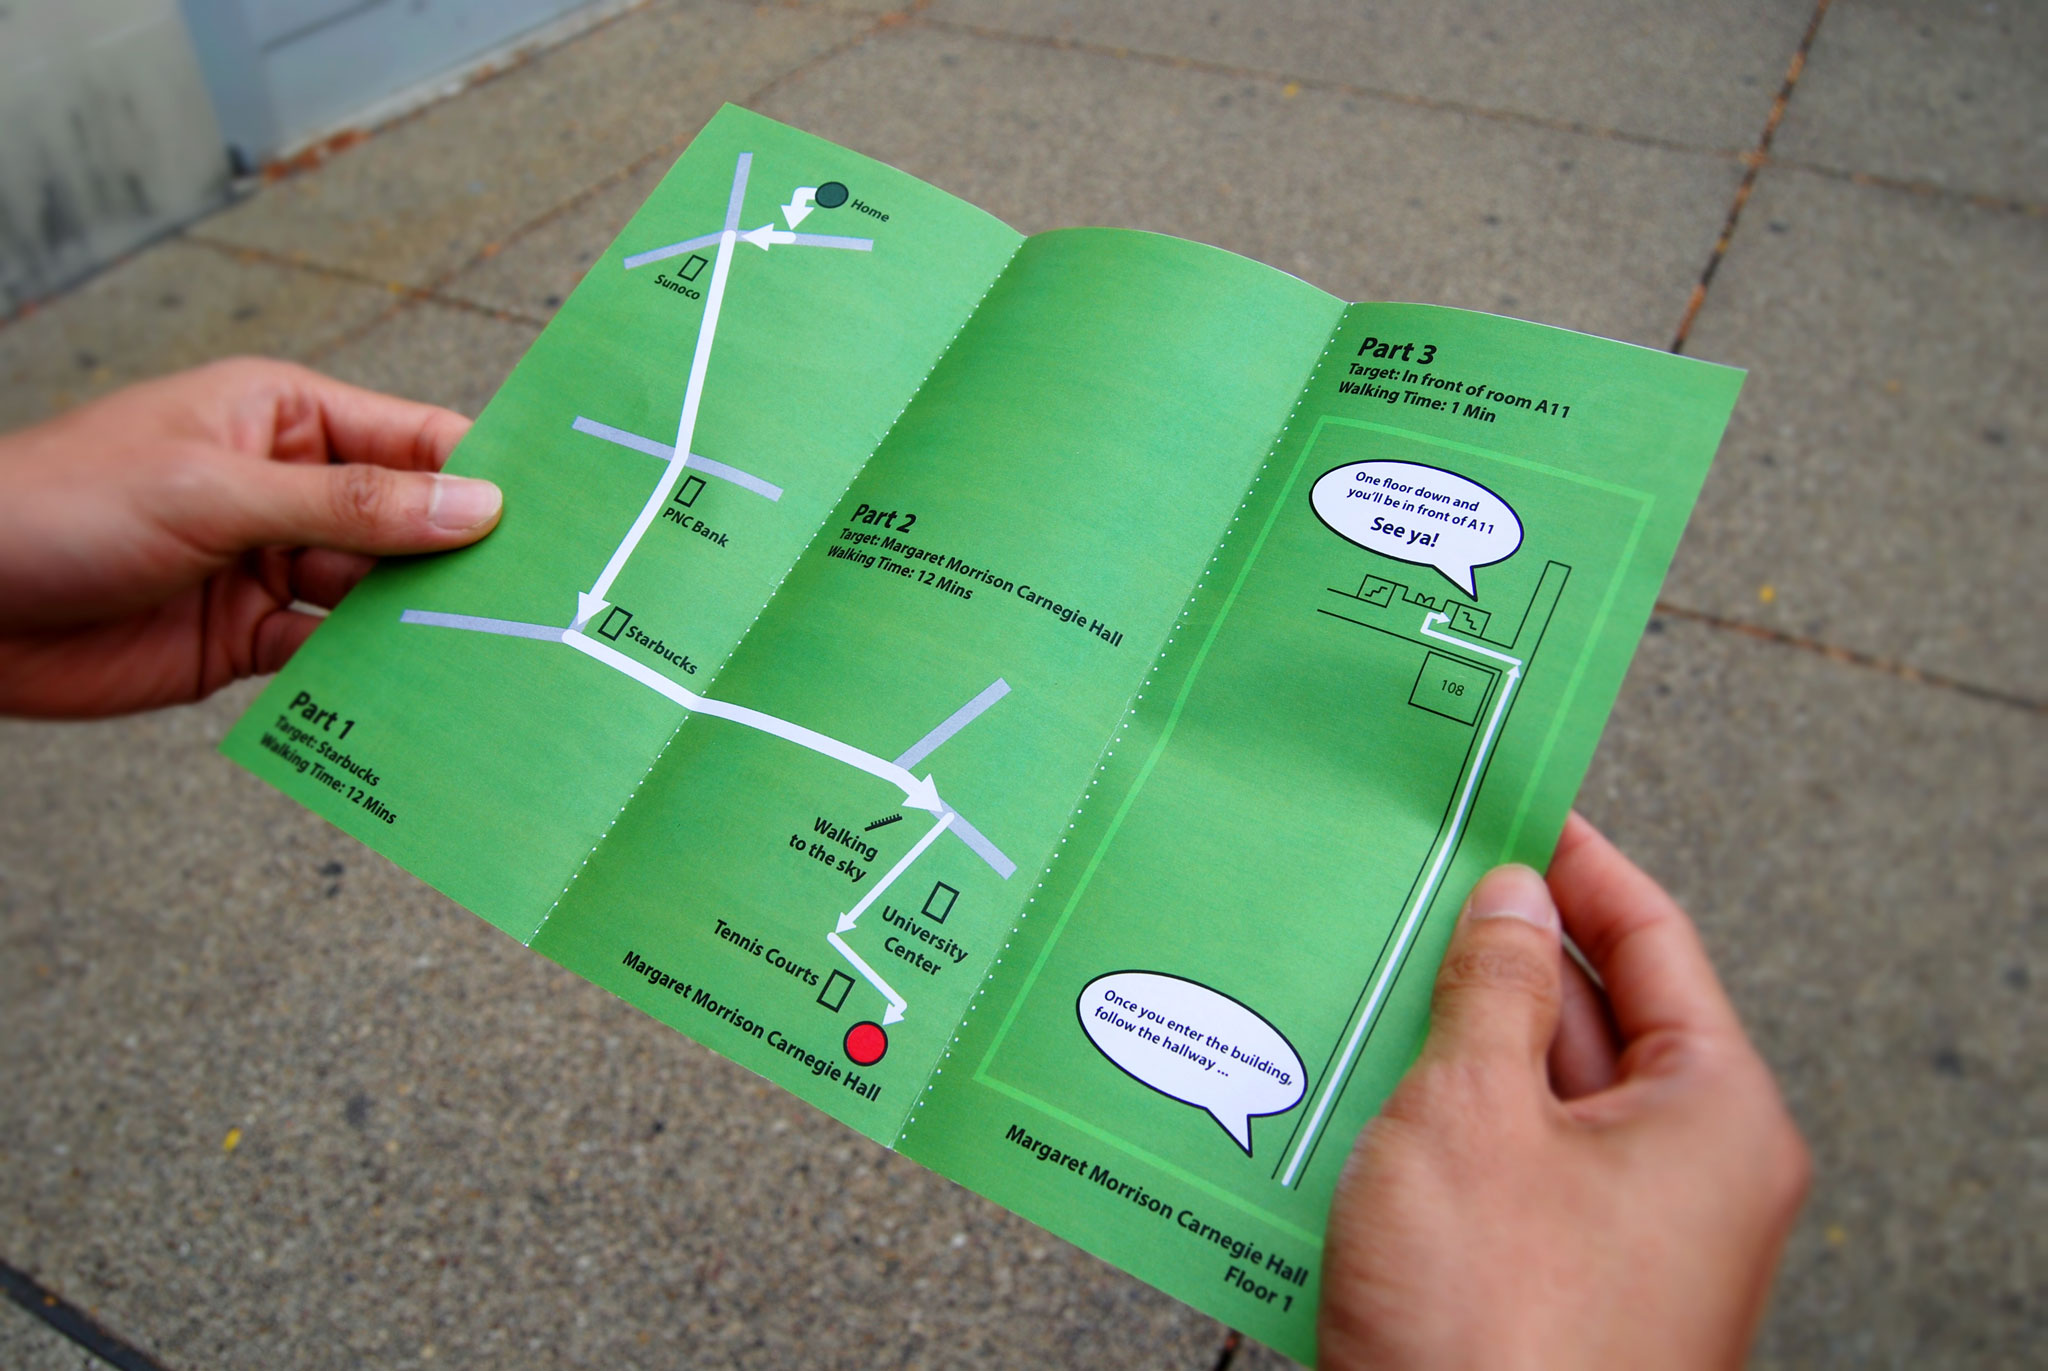 Home
Sunoco
PNC Bank
Starbucks
Part 1
Target: Starbucks
Walking Time: 12 Mins
Part 2
Target: Margaret Morrison Carnegie Hall
Walking Time: 12 Mins
Walking
to the sky
University
Center
Tennis Courts
Margaret Morrison Carnegie Hall
Part 3
Target: In front of room A11
Walking Time: 1 Min
One floor down and
you'll be in front of A11
See ya!
108
Once you enter the building,
follow the hallway ...
Margaret Morrison Carnegie Hall
Floor 1